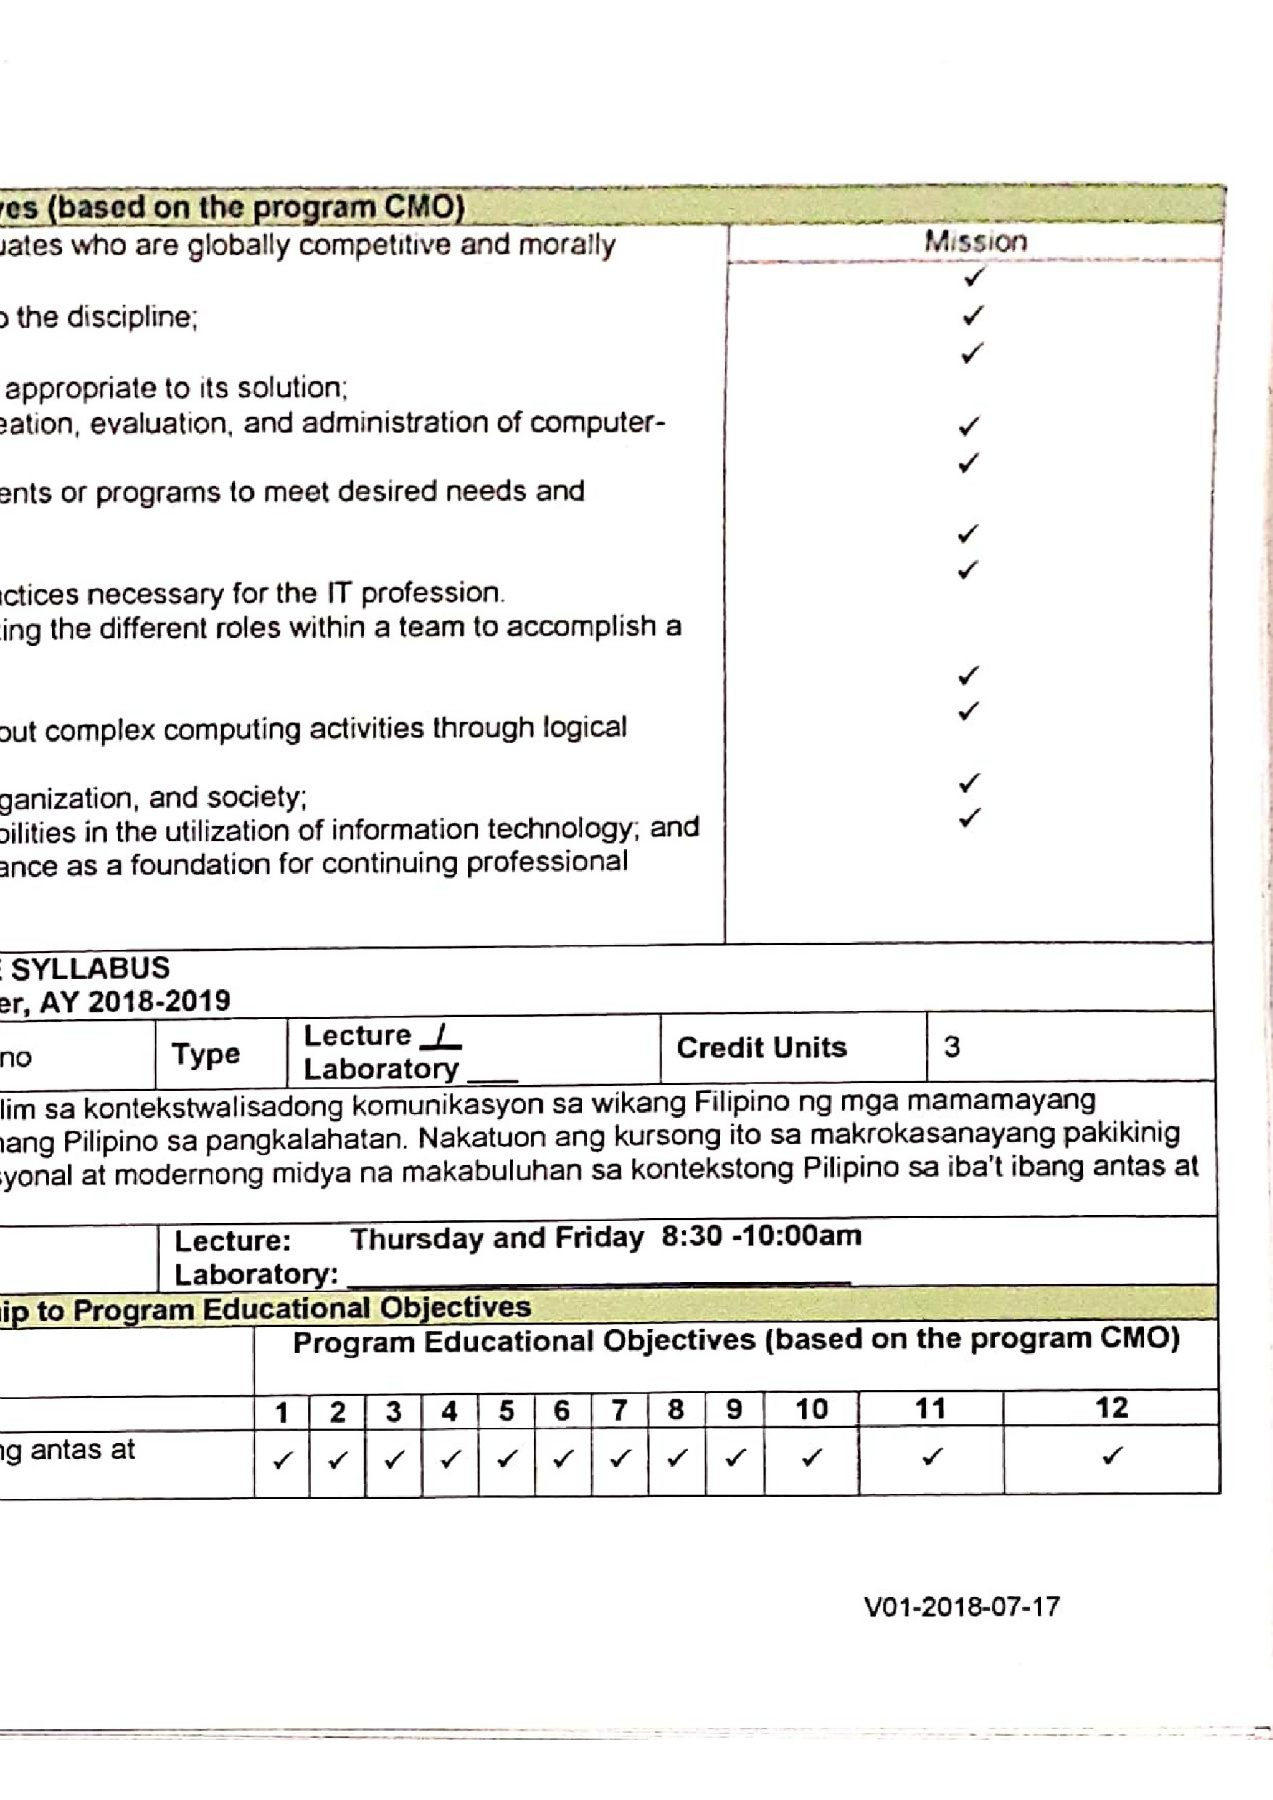 ves (based on the program CMO)
uates who are globally competitive and morally
Mission
✓
o the discipline;
✓
✓
appropriate to its solution;
eation, evaluation, and administration of computer-
✓
✓
ents or programs to meet desired needs and
✓
✓
actices necessary for the IT profession.
ing the different roles within a team to accomplish a
✓
✓
out complex computing activities through logical
✓
ganization, and society;
✓
bilities in the utilization of information technology; and
ance as a foundation for continuing professional
SYLLABUS
er, AY 2018-2019
no
Type
Lecture /
Laboratory ___
Credit Units
3
lim sa kontekstwalisadong komunikasyon sa wikang Filipino ng mga mamamayang
nang Pilipino sa pangkalahatan. Nakatuon ang kursong ito sa makrokasanayang pakikinig
syonal at modernong midya na makabuluhan sa kontekstong Pilipino sa iba't ibang antas at
Lecture: Thursday and Friday 8:30 -10:00am
Laboratory: ___
ip to Program Educational Objectives
Program Educational Objectives (based on the program CMO)
1 2 3 4 5 6 7 8 9 10 11 12
ng antas at ✓ ✓ ✓ ✓ ✓ ✓ ✓ ✓ ✓ ✓ ✓ ✓
V01-2018-07-17